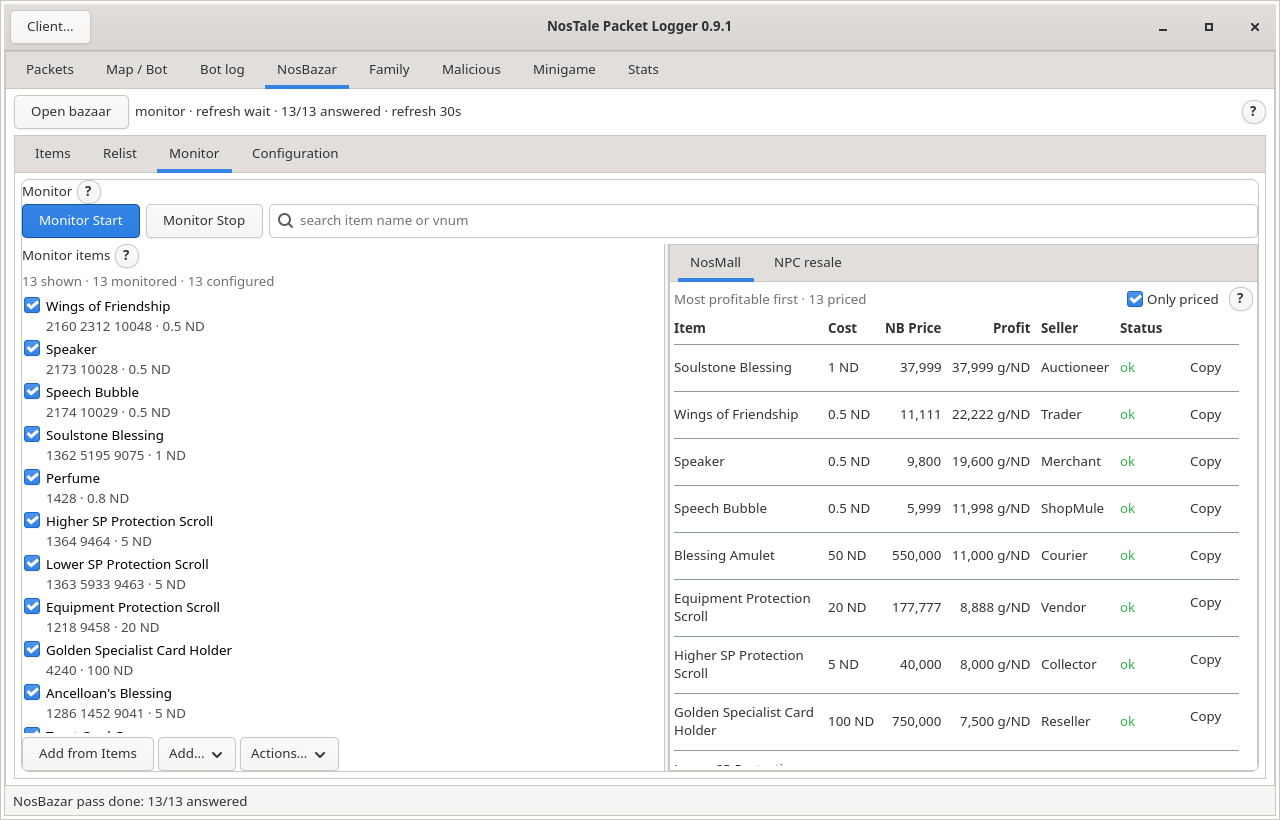 Client...
NosTale Packet Logger 0.9.1
Packets Map / Bot Bot log NosBazar Family Malicious Minigame Stats
Open bazaar monitor · refresh wait · 13/13 answered · refresh 30s ?
Items Relist Monitor Configuration
Monitor ?
Monitor Start Monitor Stop search item name or vnum
Monitor items ?
13 shown · 13 monitored · 13 configured
Wings of Friendship
2160 2312 10048 · 0.5 ND
Speaker
2173 10028 · 0.5 ND
Speech Bubble
2174 10029 · 0.5 ND
Soulstone Blessing
1362 5195 9075 · 1 ND
Perfume
1428 · 0.8 ND
Higher SP Protection Scroll
1364 9464 · 5 ND
Lower SP Protection Scroll
1363 5933 9463 · 5 ND
Equipment Protection Scroll
1218 9458 · 20 ND
Golden Specialist Card Holder
4240 · 100 ND
Ancelloan's Blessing
1286 1452 9041 · 5 ND
Add from Items Add... Actions...
NosMall NPC resale
Most profitable first · 13 priced Only priced ?
Item Cost NB Price Profit Seller Status
Soulstone Blessing 1 ND 37,999 37,999 g/ND Auctioneer ok Copy
Wings of Friendship 0.5 ND 11,111 22,222 g/ND Trader ok Copy
Speaker 0.5 ND 9,800 19,600 g/ND Merchant ok Copy
Speech Bubble 0.5 ND 5,999 11,998 g/ND ShopMule ok Copy
Blessing Amulet 50 ND 550,000 11,000 g/ND Courier ok Copy
Equipment Protection
Scroll 20 ND 177,777 8,888 g/ND Vendor ok Copy
Higher SP Protection
Scroll 5 ND 40,000 8,000 g/ND Collector ok Copy
Golden Specialist Card
Holder 100 ND 750,000 7,500 g/ND Reseller ok Copy
NosBazar pass done: 13/13 answered